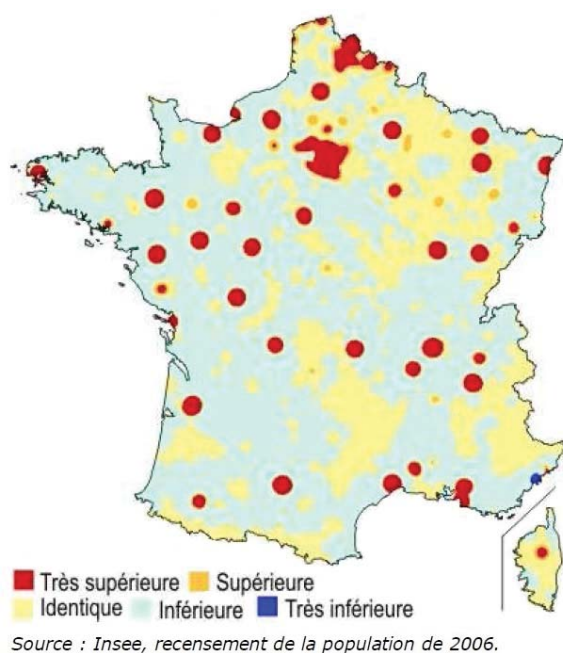 Très supérieure Supérieure
Identique Inférieure Très inférieure
Source : Insee, recensement de la population de 2006.